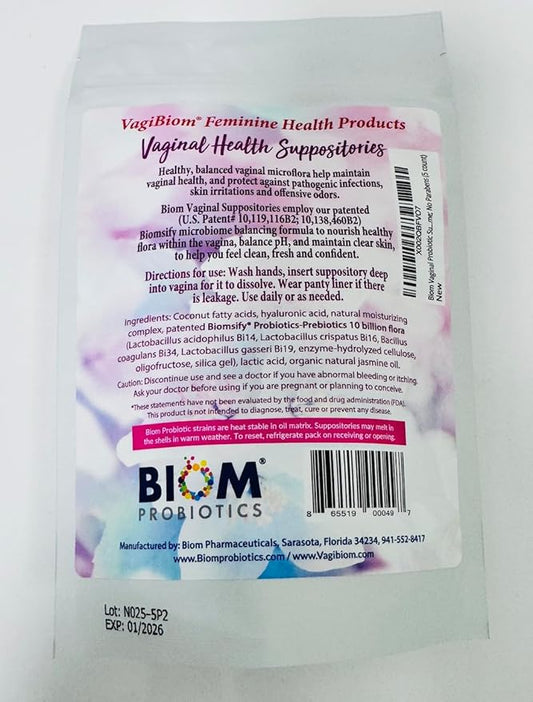 VagiBiom® Feminine Health Products
Vaginal Health Suppositories
Healthy, balanced vaginal microflora help maintain
vaginal health, and protect against pathogenic infections,
skin irritations and offensive odors.
Biom Vaginal Suppositories employ our patented
(U.S. Patent# 10,119,116B2; 10,138,460B2)
Biomsify microbiome balancing formula to nourish healthy
flora within the vagina, balance pH, and maintain clear skin,
to help you feel clean, fresh and confident.
Directions for use: Wash hands, insert suppository deep
into vagina for it to dissolve. Wear panty liner if there
is leakage. Use daily or as needed.
Ingredients: Coconut fatty acids, hyaluronic acid, natural moisturizing
complex, patented Biomsify® Probiotics-Prebiotics 10 billion flora
(Lactobacillus acidophilus Bi14, Lactobacillus crispatus Bi16, Bacillus
coagulans Bi34, Lactobacillus gasseri Bi19, enzyme-hydrolyzed cellulose,
oligofructose, silica gel), lactic acid, organic natural jasmine oil.
Caution: Discontinue use and see a doctor if you have abnormal bleeding or itching.
Ask your doctor before using if you are pregnant or planning to conceive.
*These statements have not been evaluated by the food and drug administration (FDA).
This product is not intended to diagnose, treat, cure or prevent any disease.
Biom Probiotic strains are heat stable in oil matrix. Suppositories may melt in
the shells in warm weather. To reset, refrigerate pack on receiving or opening.
BIOM®
PROBIOTICS
8 65519 00049 7
Manufactured by: Biom Pharmaceuticals, Sarasota, Florida 34234, 941-552-8417
www.Biomprobiotics.com / www.Vagibiom.com
Lot: N025-5P2
EXP: 01/2026
Biom Vaginal Probiotic Su...me; No Parabens (5 count)
New